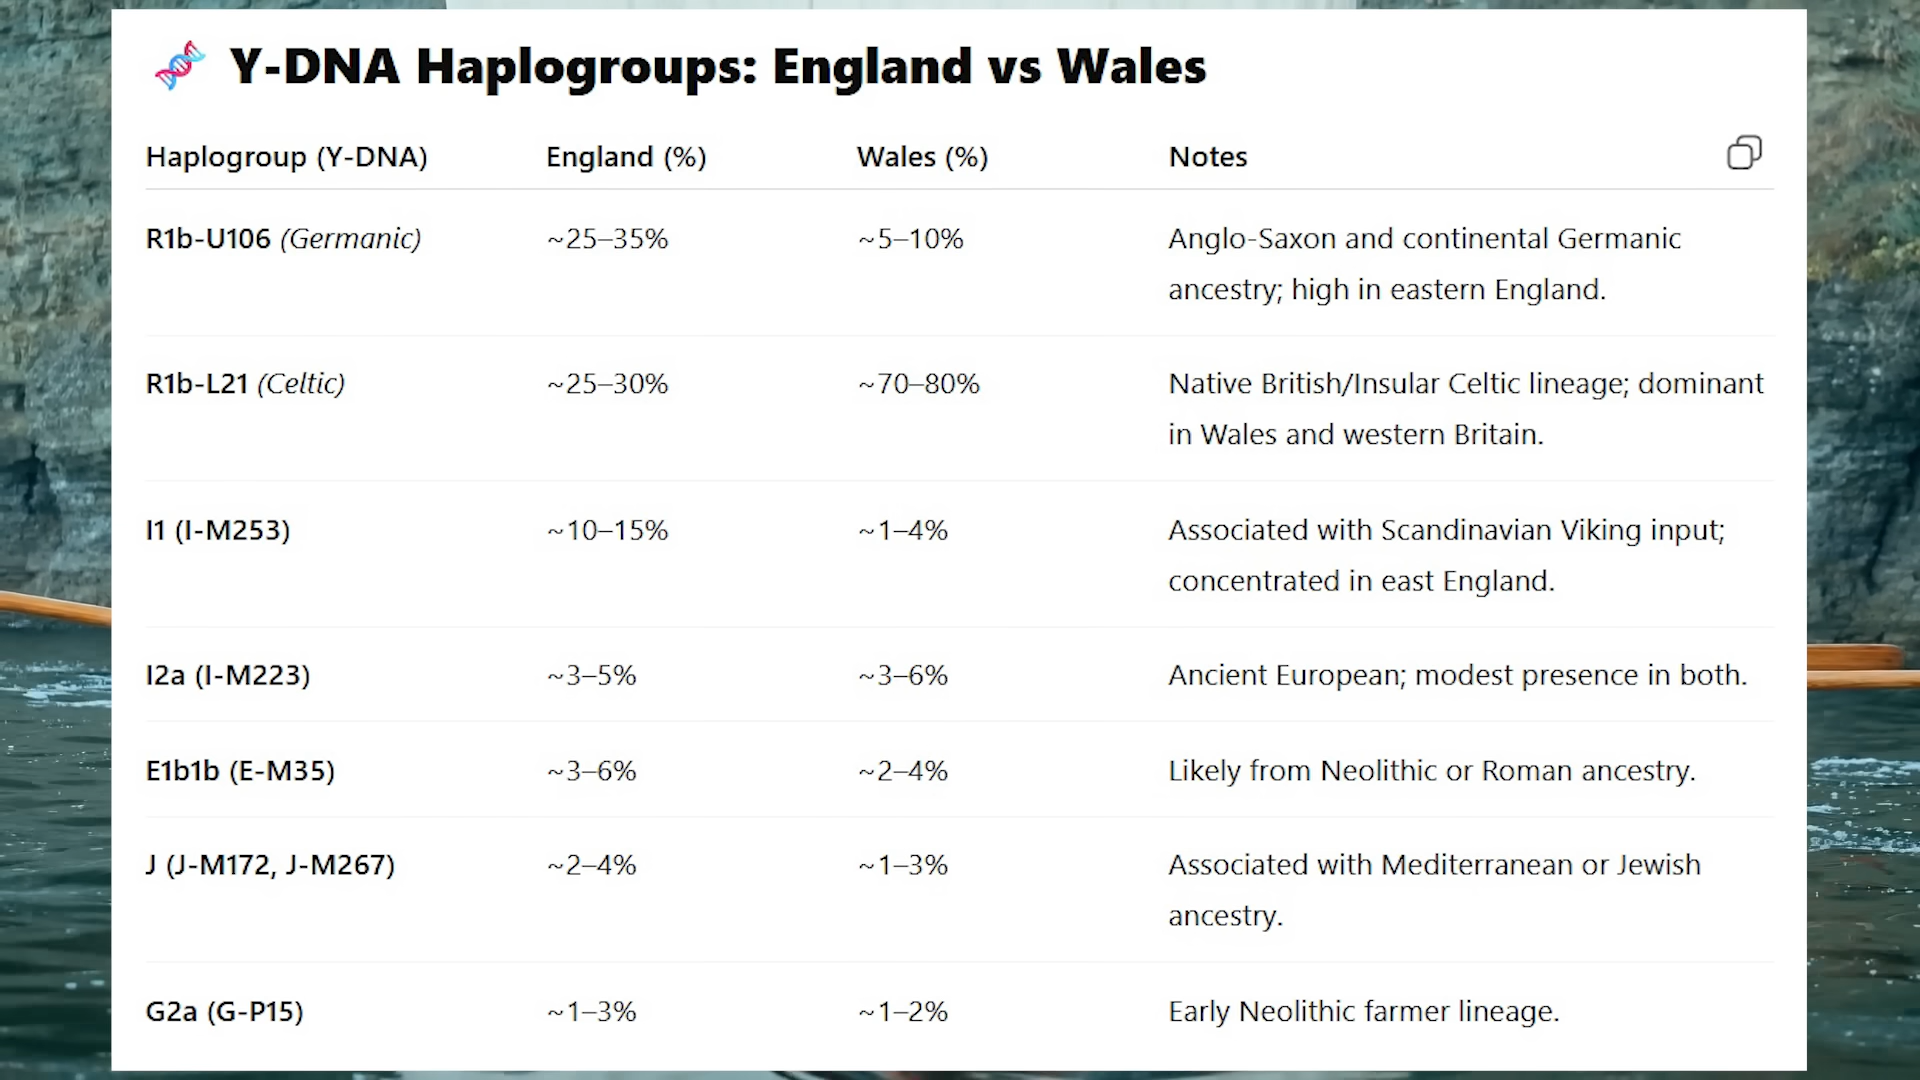 Y-DNA Haplogroups: England vs Wales
Haplogroup (Y-DNA) England (%) Wales (%) Notes
R1b-U106 (Germanic) ~25–35% ~5–10% Anglo-Saxon and continental Germanic
ancestry; high in eastern England.
R1b-L21 (Celtic) ~25–30% ~70–80% Native British/Insular Celtic lineage; dominant
in Wales and western Britain.
I1 (I-M253) ~10–15% ~1–4% Associated with Scandinavian Viking input;
concentrated in east England.
I2a (I-M223) ~3–5% ~3–6% Ancient European; modest presence in both.
E1b1b (E-M35) ~3–6% ~2–4% Likely from Neolithic or Roman ancestry.
J (J-M172, J-M267) ~2–4% ~1–3% Associated with Mediterranean or Jewish
ancestry.
G2a (G-P15) ~1–3% ~1–2% Early Neolithic farmer lineage.